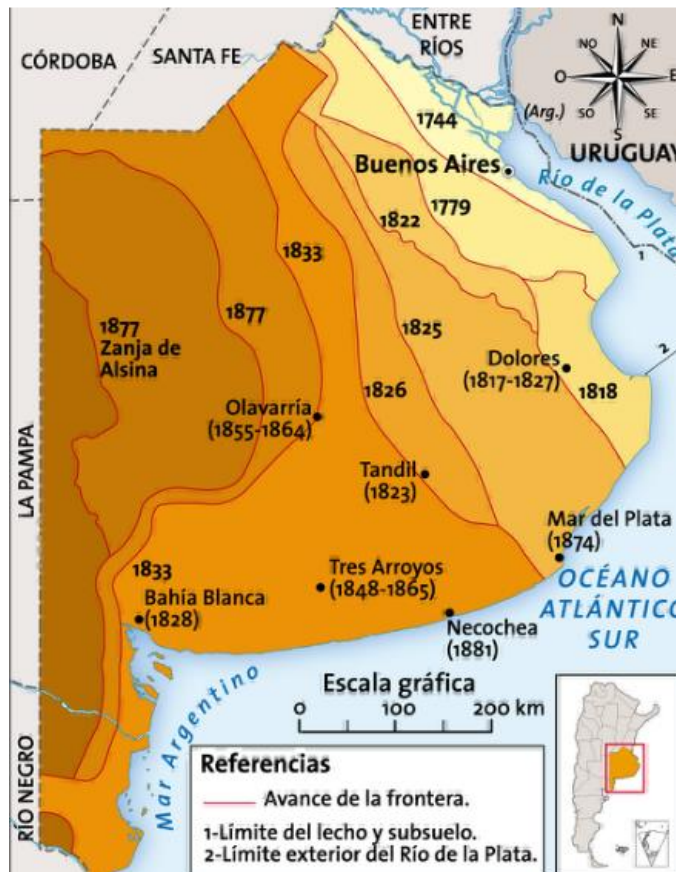 ENTRE
RÍOS
CÓRDOBA
SANTA FE
N
NO
NE
O
E
SO
SE
S
(Arg.)
URUGUAY
1744
Buenos Aires
Río de la Plata
1779
1822
1
1833
1877
1877
Zanja de
Alsina
1825
2
Dolores
(1817-1827)
1818
1826
Olavarría
(1855-1864)
LA PAMPA
Tandil
(1823)
Mar del Plata
(1874)
1833
Tres Arroyos
(1848-1865)
Bahía Blanca
(1828)
OCÉANO
ATLÁNTICO
SUR
Necochea
(1881)
Mar Argentino
Escala gráfica
0 100 200 km
RÍO NEGRO
Referencias
Avance de la frontera.
1-Límite del lecho y subsuelo.
2-Límite exterior del Río de la Plata.